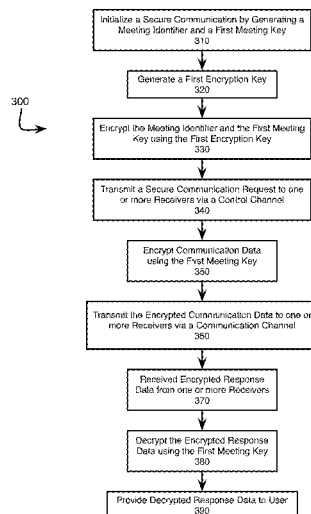 Initialize a Secure Communication by Generating a
Meeting Identifier and a First Meeting Key
310
Generate a First Encryption Key
320
300
Encrypt the Meeting Identifier and the First Meeting
Key using the First Encryption Key
330
Transmit a Secure Communication Request to one
or more Receivers via a Control Channel
340
Encrypt Communication Data
using the First Meeting Key
350
Transmit the Encrypted Communication Data to one or
more Receivers via a Communication Channel
360
Received Encrypted Response
Data from one or more Receivers
370
Decrypt the Encrypted Response
Data using the First Meeting Key
380
Provide Decrypted Response Data to User
390